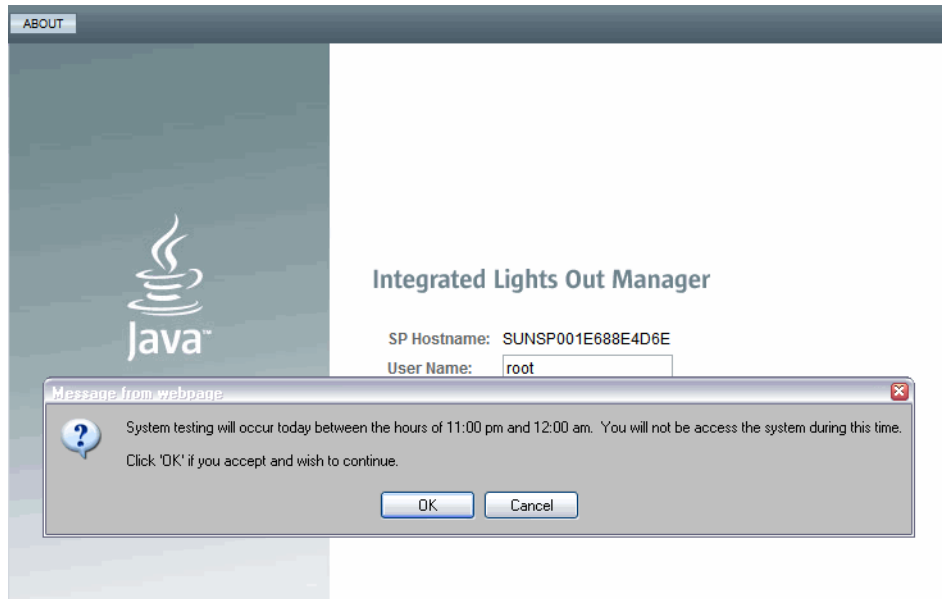 ABOUT
Java™
Integrated Lights Out Manager
SP Hostname: SUNSP001E688E4D6E
User Name: root
Message from webpage
System testing will occur today between the hours of 11:00 pm and 12:00 am. You will not be access the system during this time.
Click 'OK' if you accept and wish to continue.
OK Cancel